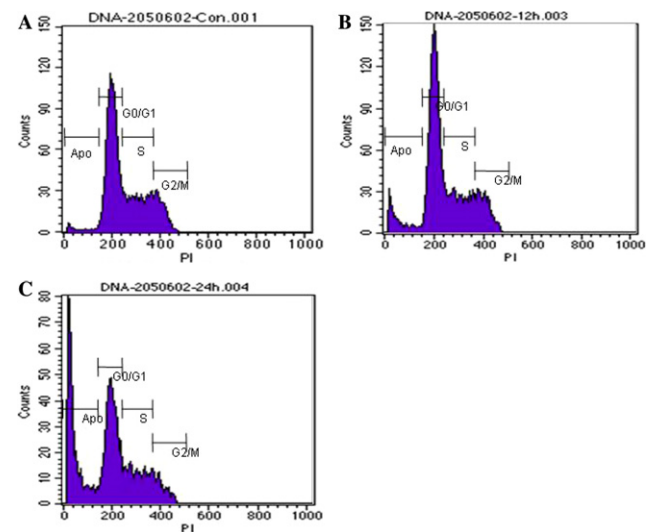 A
DNA-2050602-Con.001
150
120
90
60
30
0
Counts
Apo
G0/G1
S
G2/M
0 200 400 600 800 1000
PI
B
DNA-2050602-12h.003
150
120
90
60
30
0
Counts
Apo
G0/G1
S
G2/M
0 200 400 600 800 1000
PI
C
DNA-2050602-24h.004
80
70
60
50
40
30
20
10
0
Counts
Apo
G0/G1
S
G2/M
0 200 400 600 800 1000
PI